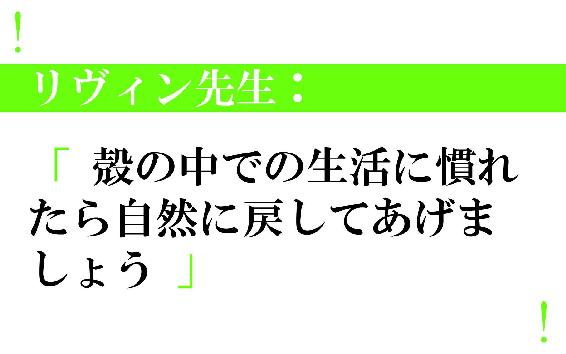 !
リヴィン先生：
「 殻の中での生活に慣れ
たら自然に戻してあげま
しょう 」
!